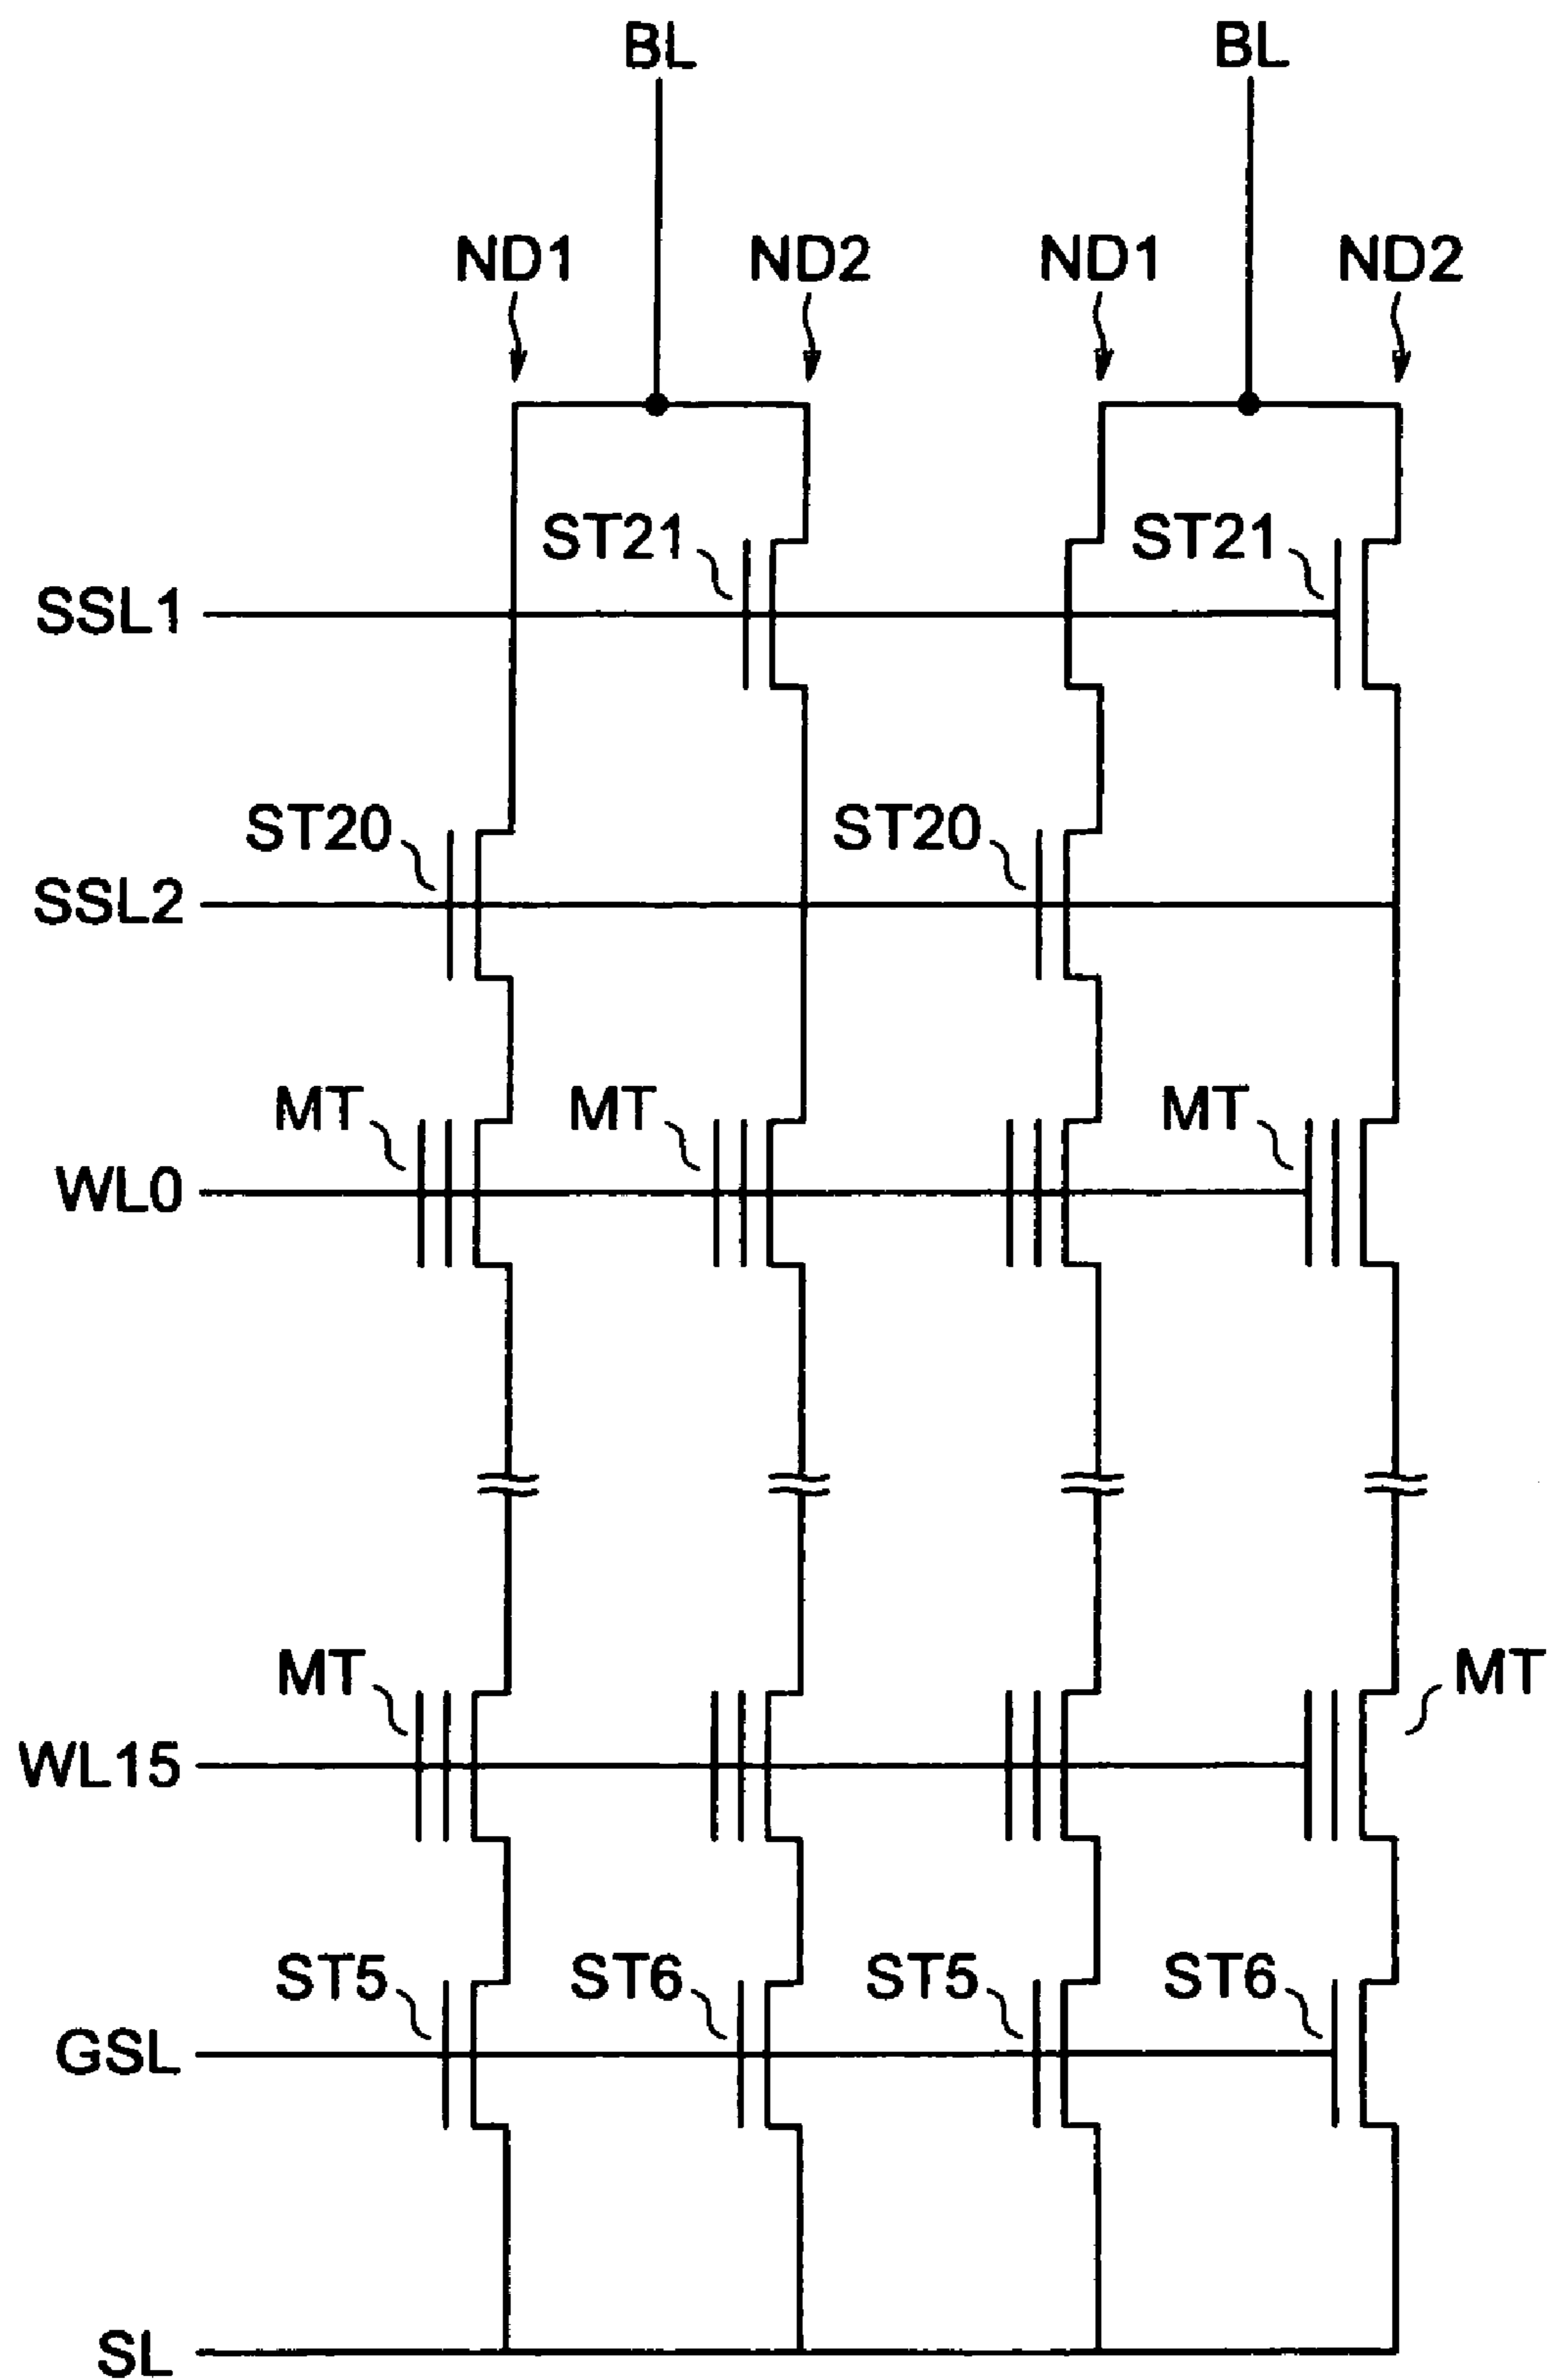 BL BL
ND1 ND2 ND1 ND2
ST21 ST21
SSL1
ST20 ST20
SSL2
MT MT MT
WL0
MT MT
WL15
ST5 ST6 ST5 ST6
GSL
SL